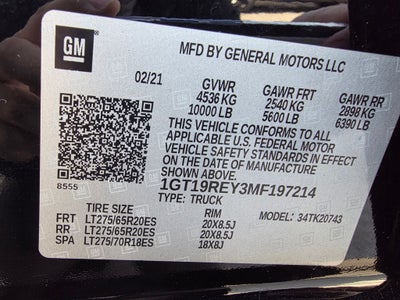 GM
MFD BY GENERAL MOTORS LLC
02/21 GVWR GAWR FRT GAWR RR
4536 KG 2540 KG 2898 KG
10000 LB 5600 LB 6390 LB
THIS VEHICLE CONFORMS TO ALL
APPLICABLE U.S. FEDERAL MOTOR
VEHICLE SAFETY STANDARDS IN EFFECT
ON THE DATE OF MANUFACTURE SHOWN ABOVE.
8555 1GT19REY3MF197214
TYPE: TRUCK
TIRE SIZE RIM MODEL: 34TK20743
FRT LT275/65R20ES 20X8.5J
RR LT275/65R20ES 20X8.5J
SPA LT275/70R18ES 18X8J